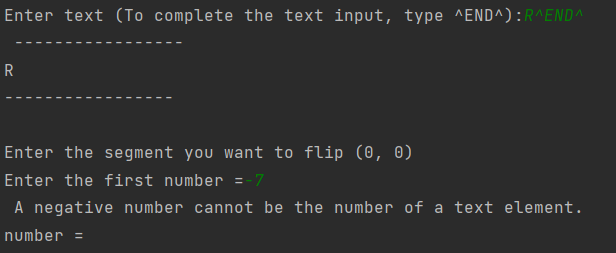 Enter text (To complete the text input, type ^END^):R^END^
-----------------
R
-----------------
Enter the segment you want to flip (0, 0)
Enter the first number =-7
A negative number cannot be the number of a text element.
number =